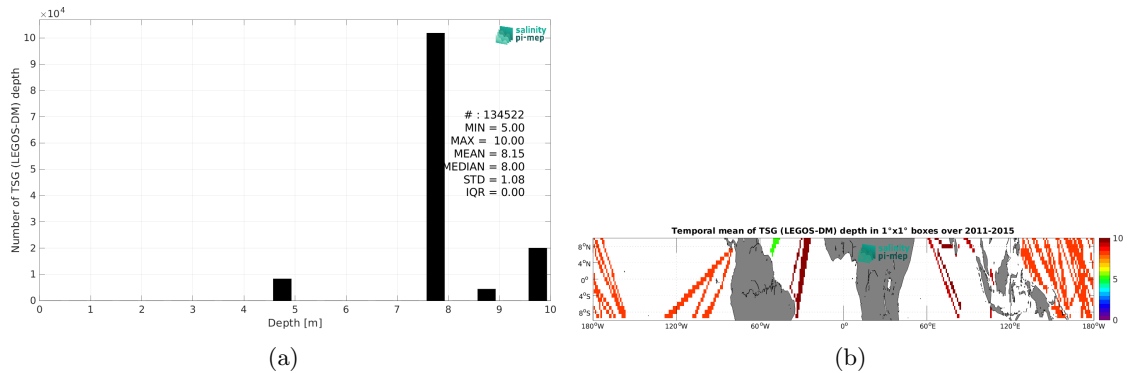 ×10⁴
10
9
8
7
6
5
4
3
2
1
0
Number of TSG (LEGOS-DM) depth
salinity
pi-mep
# : 134522
MIN = 5.00
MAX = 10.00
MEAN = 8.15
MEDIAN = 8.00
STD = 1.08
IQR = 0.00
0 1 2 3 4 5 6 7 8 9 10
Depth [m]
(a)
Temporal mean of TSG (LEGOS-DM) depth in 1°x1° boxes over 2011-2015
8°N
4°N
0°
4°S
8°S
salinity
pi-mep
180°W 120°W 60°W 0° 60°E 120°E 180°W
10
8
6
4
2
0
(b)